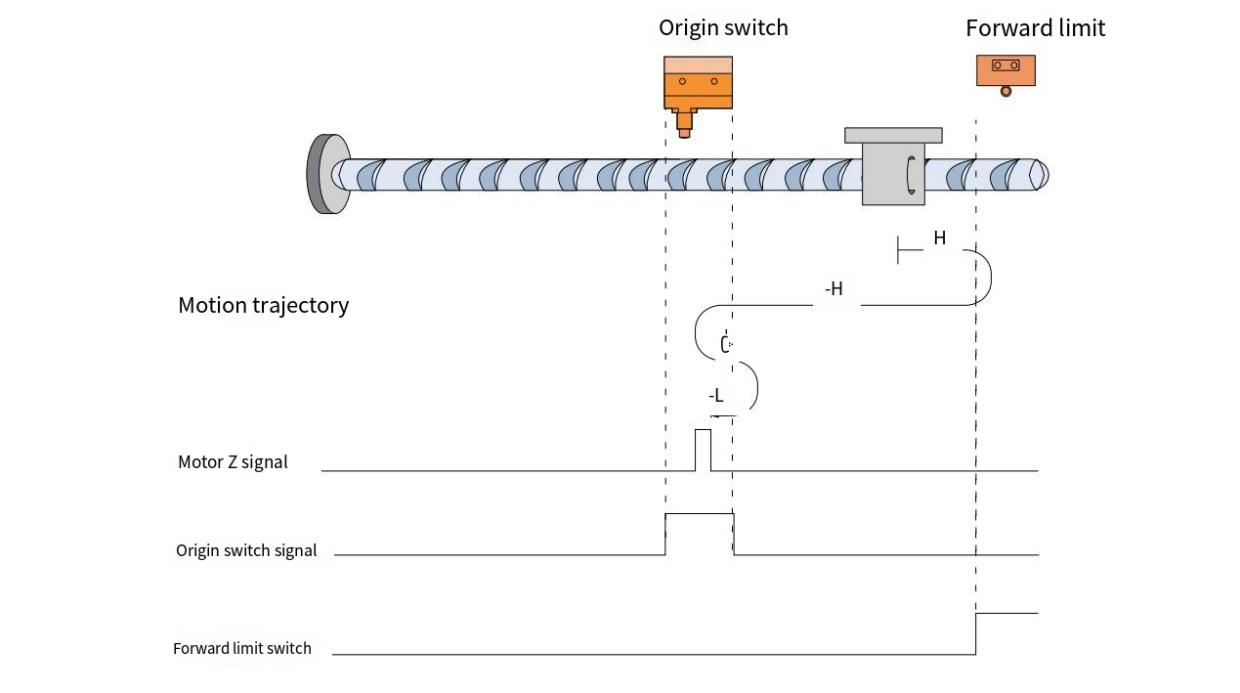 Origin switch
Forward limit
H
-H
Motion trajectory
-L
Motor Z signal
Origin switch signal
Forward limit switch